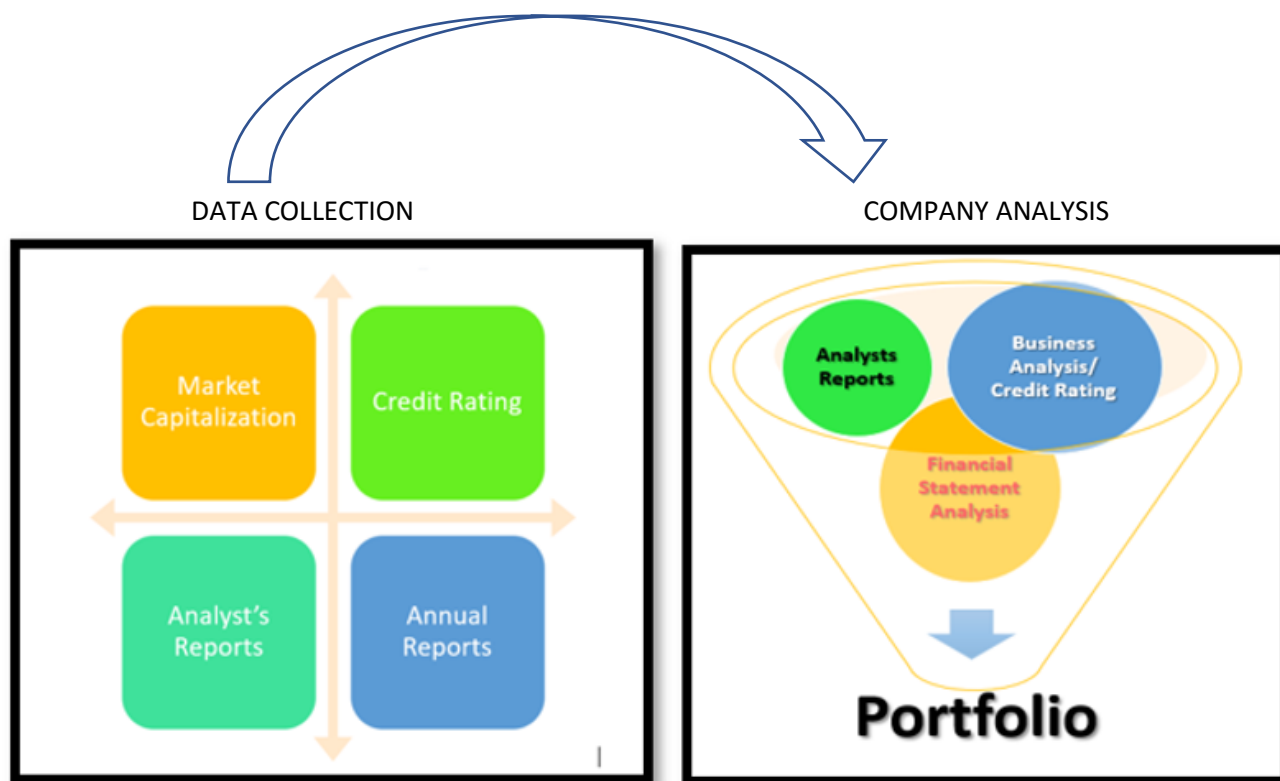 DATA COLLECTION
COMPANY ANALYSIS
Market
Capitalization
Credit Rating
Analyst's
Reports
Annual
Reports
Analysts
Reports
Business
Analysis/
Credit Rating
Financial
Statement
Analysis
Portfolio